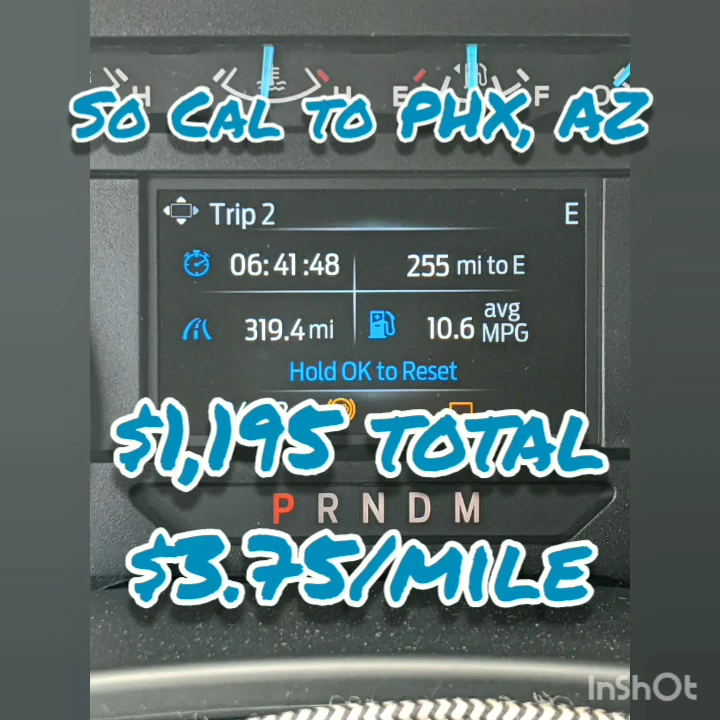 H H E F
So Cal to PHX, AZ
Trip 2 E
06:41:48 255 mi to E
319.4 mi 10.6 avg MPG
Hold OK to Reset
$1,195 total
P R N D M
$3.75/mile
InShOt